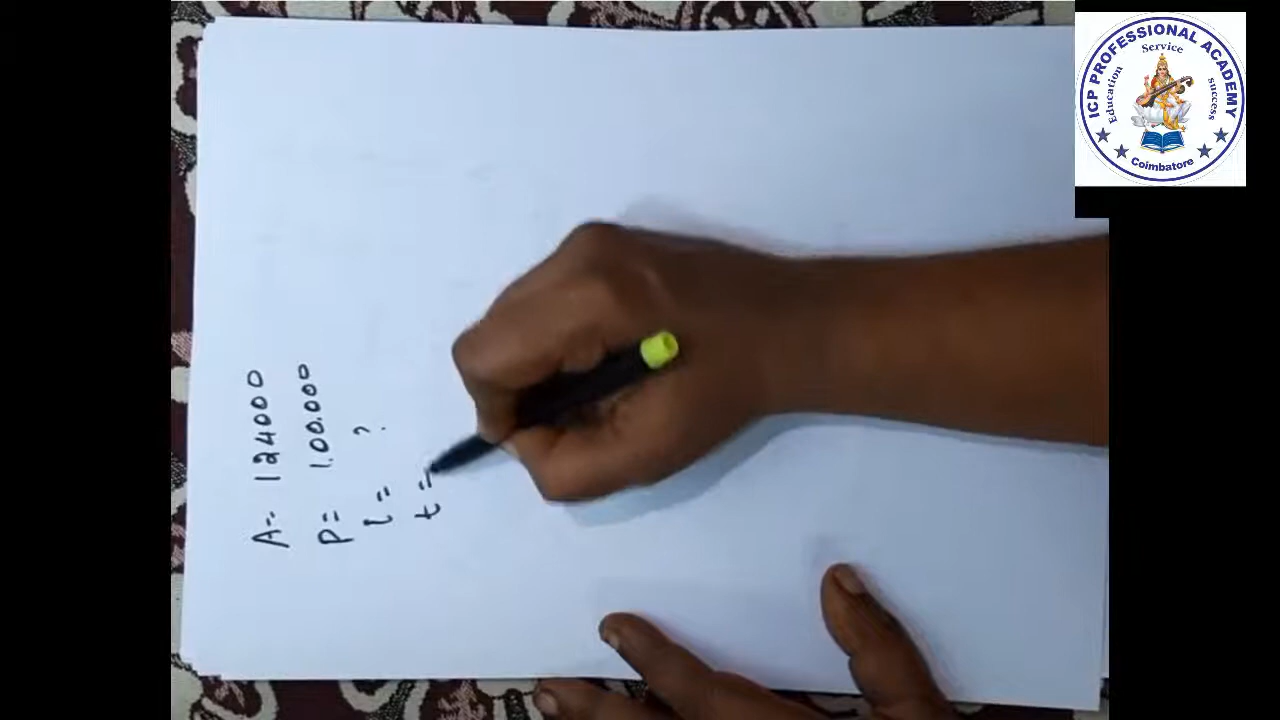 A= 124000
P= 1,00,000
i = ?
t =
ICP PROFESSIONAL ACADEMY
Service
Education
success
Coimbatore